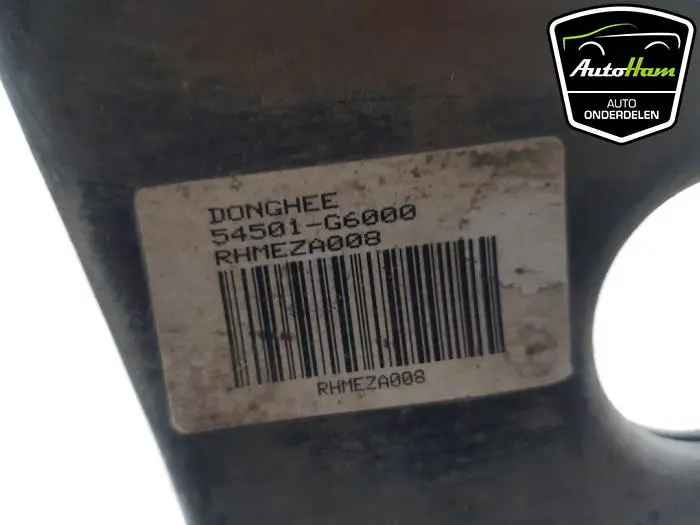 AutoHam
AUTO
ONDERDELEN
DONGHEE
54501-G6000
RHMEZA008
RHMEZA008